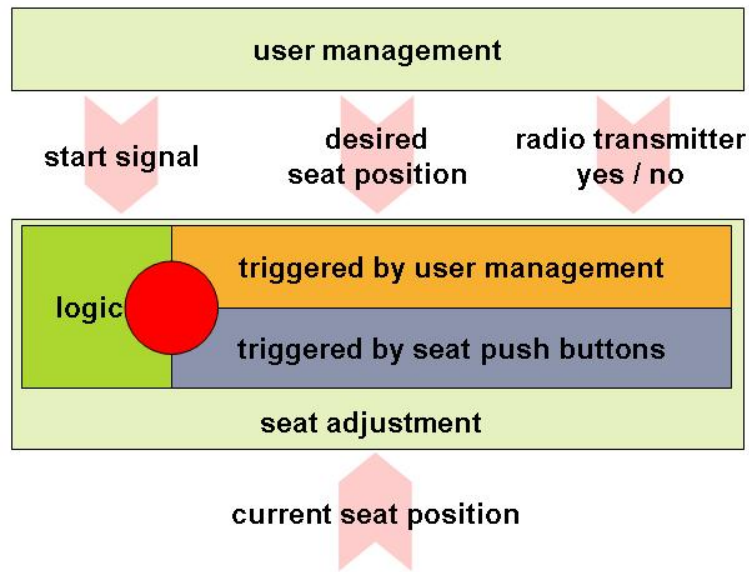 user management
start signal
desired
seat position
radio transmitter
yes / no
logic
triggered by user management
triggered by seat push buttons
seat adjustment
current seat position